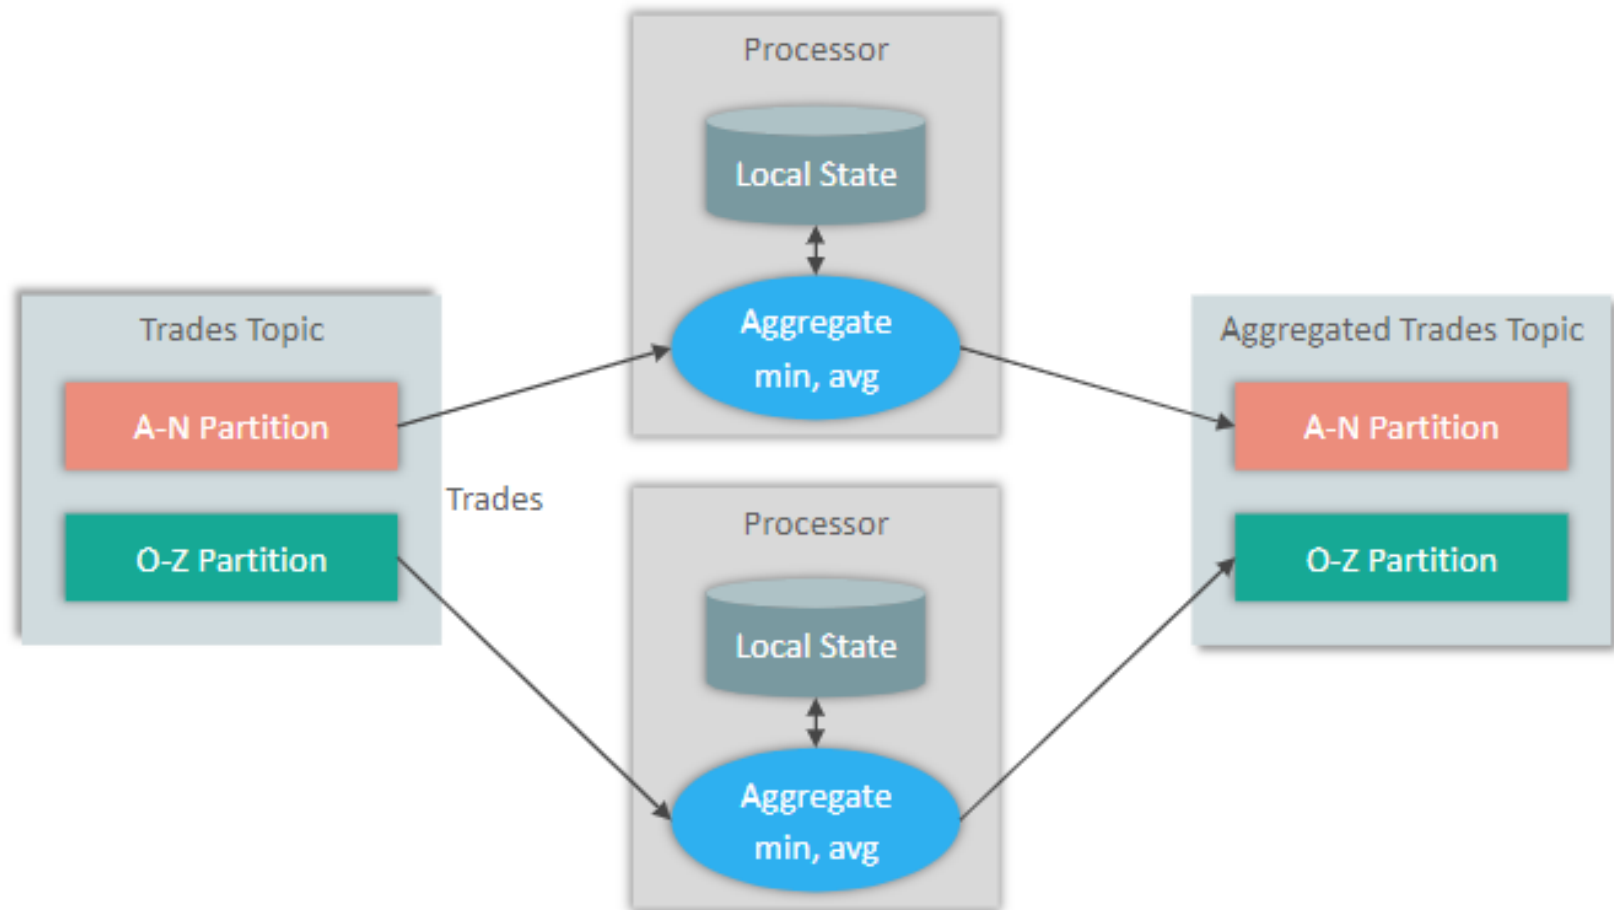 Processor
Local State
Aggregate
min, avg
Trades Topic
A-N Partition
O-Z Partition
Trades
Aggregated Trades Topic
A-N Partition
O-Z Partition
Processor
Local State
Aggregate
min, avg